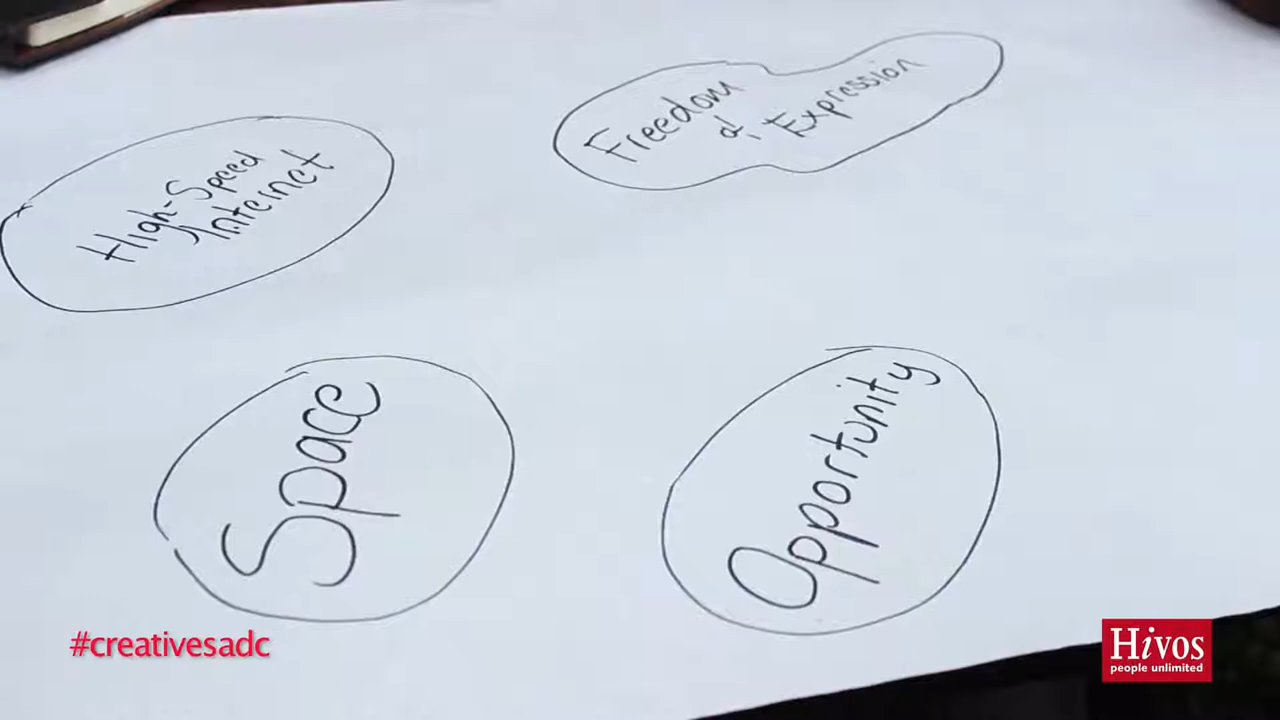 High-Speed
Internet
Freedom
of Expression
Space
Opportunity
#creativesadc
Hivos
people unlimited